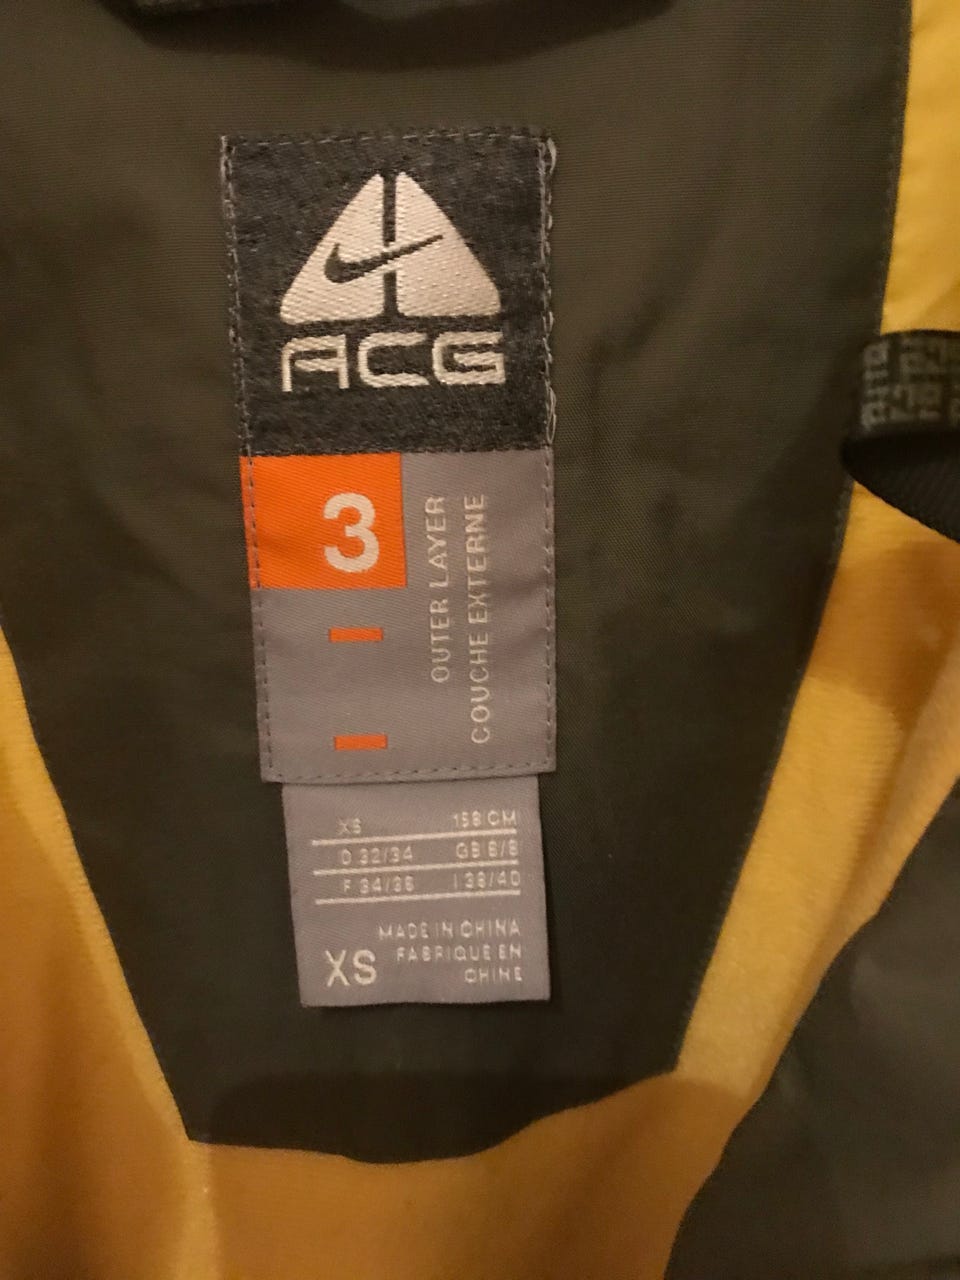 ACG
3
OUTER LAYER
COUCHE EXTERNE
XS 158 CM
D 32/34 GB 6/8
F 34/36 I 38/40
MADE IN CHINA
FABRIQUE EN
CHINE
XS